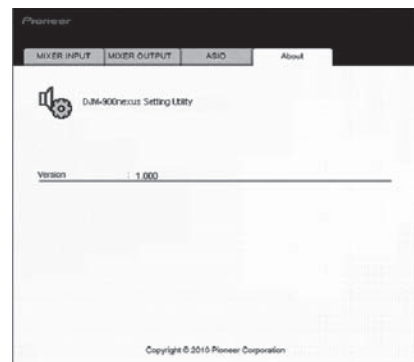 Pioneer
MIXER INPUT MIXER OUTPUT ASIO About
DJM-900nexus Setting Utility
Version : 1.000
Copyright © 2010 Pioneer Corporation